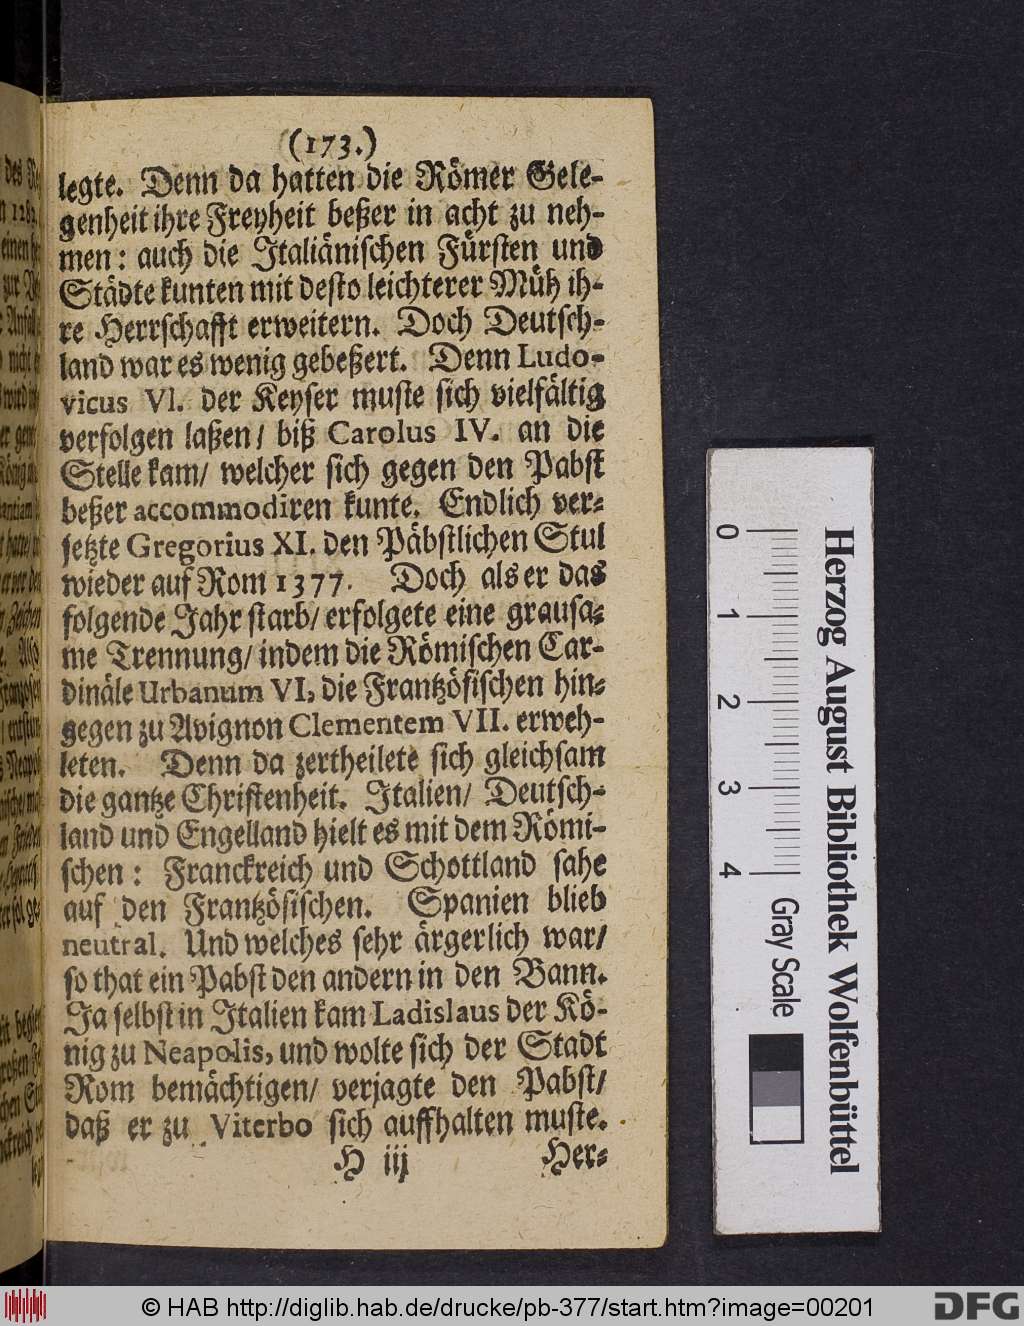 (173.)
legte. Denn da hatten die Römer Gele-
genheit ihre Freyheit beßer in acht zu neh-
men: auch die Italiänischen Fürsten und
Städte kunten mit desto leichterer Müh ih-
re Herrschafft erweitern. Doch Deutsch-
land war es wenig gebeßert. Denn Ludo-
vicus VI. der Keyser muste sich vielfältig
verfolgen laßen/ biß Carolus IV. an die
Stelle kam/ welcher sich gegen den Pabst
beßer accommodiren kunte. Endlich ver-
setzte Gregorius XI. den Päbstlichen Stul
wieder auf Rom 1377. Doch als er das
folgende Jahr starb/ erfolgete eine grausa-
me Trennung/ indem die Römischen Car-
dinäle Urbanum VI, die Frantzösischen hin-
gegen zu Avignon Clementem VII. erweh-
leten. Denn da zertheilete sich gleichsam
die gantze Christenheit. Italien/ Deutsch-
land und Engelland hielt es mit dem Römi-
schen: Franckreich und Schottland sahe
auf den Frantzösischen. Spanien blieb
neutral. Und welches sehr ärgerlich war/
so that ein Pabst den andern in den Bann.
Ja selbst in Italien kam Ladislaus der Kö-
nig zu Neapolis, und wolte sich der Stadt
Rom bemächtigen/ verjagte den Pabst/
daß er zu Viterbo sich auffhalten muste.
H iij Her-
0 1 2 3 4 Gray Scale
Herzog August Bibliothek Wolfenbüttel
© HAB http://diglib.hab.de/drucke/pb-377/start.htm?image=00201
DFG